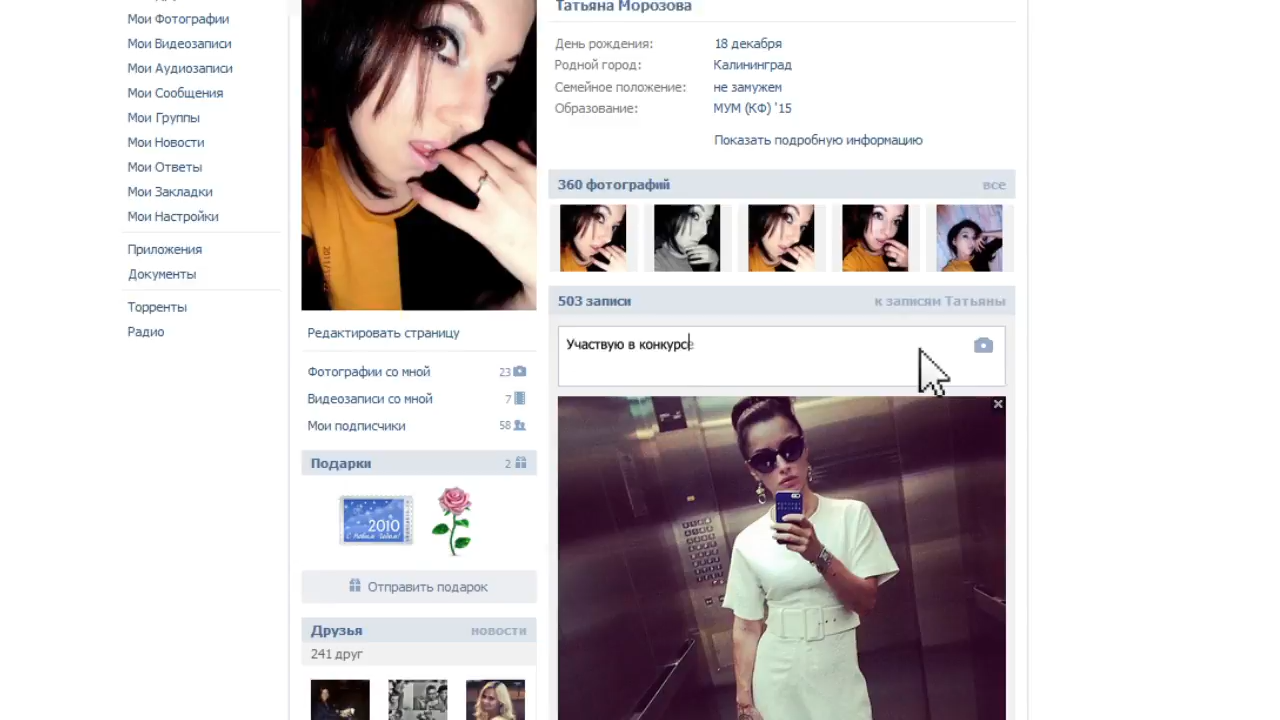 Мои Фотографии
Мои Видеозаписи
Мои Аудиозаписи
Мои Сообщения
Мои Группы
Мои Новости
Мои Ответы
Мои Закладки
Мои Настройки
Приложения
Документы
Торренты
Радио
Редактировать страницу
Фотографии со мной 23
Видеозаписи со мной 7
Мои подписчики 58
Подарки 2
2010
С Новым Годом!
Отправить подарок
Друзья новости
241 друг
Татьяна Морозова
День рождения: 18 декабря
Родной город: Калининград
Семейное положение: не замужем
Образование: МУМ (КФ) '15
Показать подробную информацию
360 фотографий все
503 записи к записям Татьяны
Участвую в конкурсе